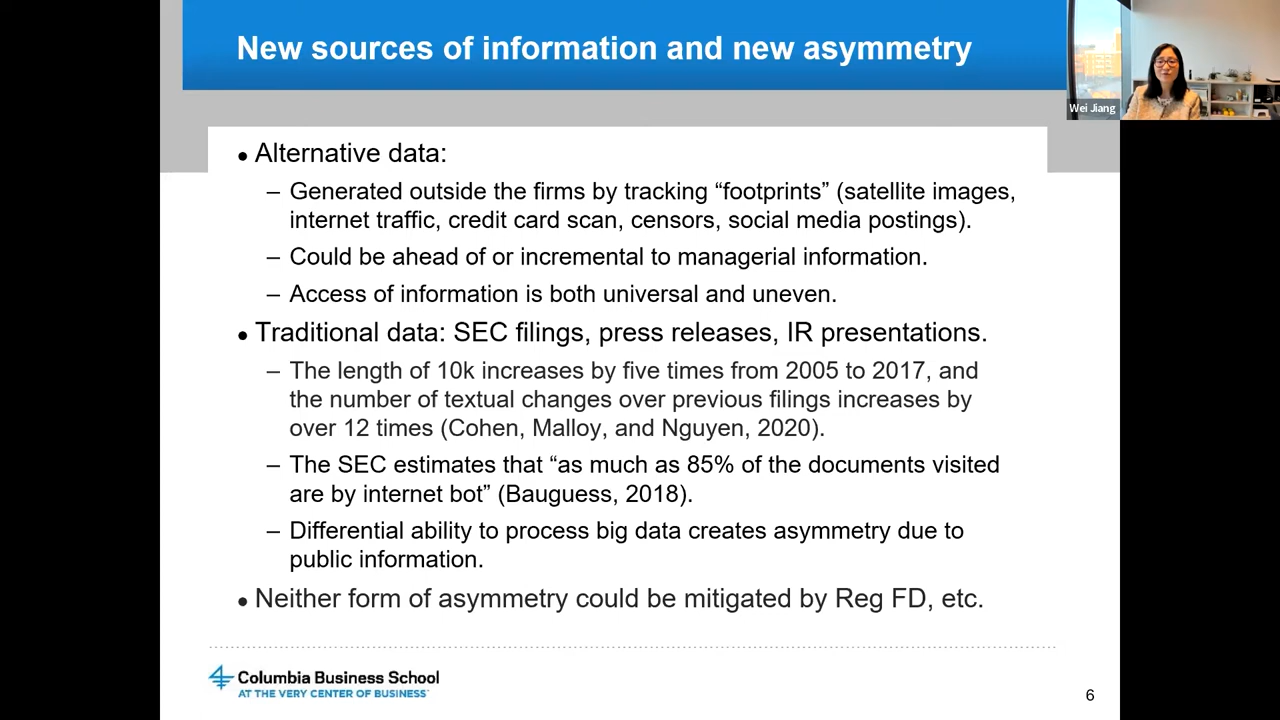 New sources of information and new asymmetry
Wei Jiang
• Alternative data:
– Generated outside the firms by tracking “footprints” (satellite images,
internet traffic, credit card scan, censors, social media postings).
– Could be ahead of or incremental to managerial information.
– Access of information is both universal and uneven.
• Traditional data: SEC filings, press releases, IR presentations.
– The length of 10k increases by five times from 2005 to 2017, and
the number of textual changes over previous filings increases by
over 12 times (Cohen, Malloy, and Nguyen, 2020).
– The SEC estimates that “as much as 85% of the documents visited
are by internet bot” (Bauguess, 2018).
– Differential ability to process big data creates asymmetry due to
public information.
• Neither form of asymmetry could be mitigated by Reg FD, etc.
Columbia Business School
AT THE VERY CENTER OF BUSINESS™
6